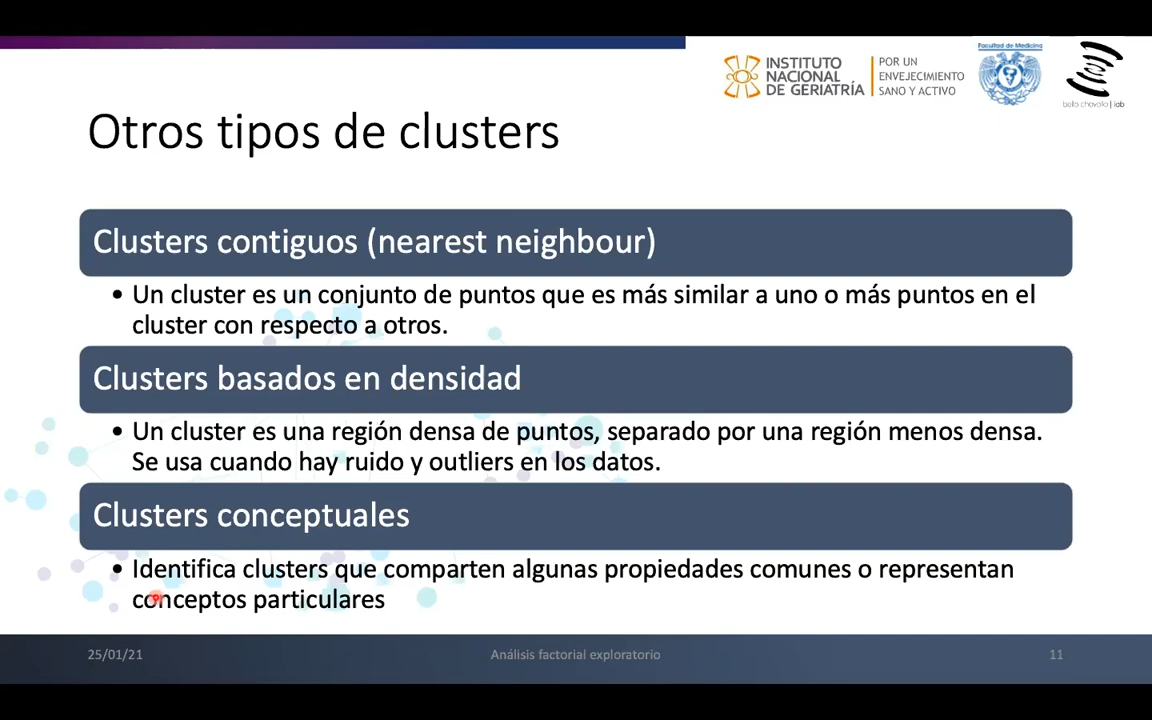 INSTITUTO
NACIONAL
DE GERIATRÍA
POR UN
ENVEJECIMIENTO
SANO Y ACTIVO
Facultad de Medicina
bello chavolla | lab
Otros tipos de clusters
Clusters contiguos (nearest neighbour)
• Un cluster es un conjunto de puntos que es más similar a uno o más puntos en el
cluster con respecto a otros.
Clusters basados en densidad
• Un cluster es una región densa de puntos, separado por una región menos densa.
Se usa cuando hay ruido y outliers en los datos.
Clusters conceptuales
• Identifica clusters que comparten algunas propiedades comunes o representan
conceptos particulares
25/01/21
Análisis factorial exploratorio
11